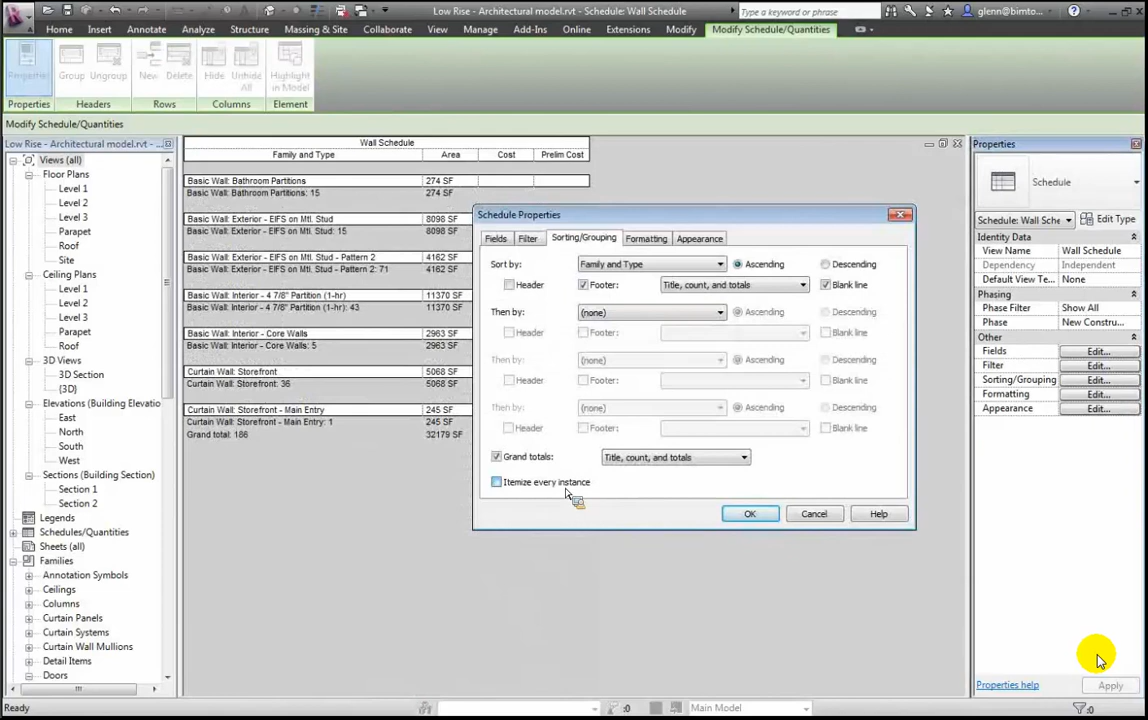 Low Rise - Architectural model.rvt - Schedule: Wall Schedule
Type a keyword or phrase
glenn@bimto...
Home Insert Annotate Analyze Structure Massing & Site Collaborate View Manage Add-Ins Online Extensions Modify Modify Schedule/Quantities
Properties Group Ungroup New Delete Hide Unhide All Highlight in Model
Properties Headers Rows Columns Element
Modify Schedule/Quantities
Low Rise - Architectural model.rvt - ...
Views (all)
Floor Plans
Level 1
Level 2
Level 3
Parapet
Roof
Site
Ceiling Plans
Level 1
Level 2
Level 3
Parapet
Roof
3D Views
3D Section
{3D}
Elevations (Building Elevatio
East
North
South
West
Sections (Building Section)
Section 1
Section 2
Legends
Schedules/Quantities
Sheets (all)
Families
Annotation Symbols
Ceilings
Columns
Curtain Panels
Curtain Systems
Curtain Wall Mullions
Detail Items
Doors
Wall Schedule
Family and Type Area Cost Prelim Cost
Basic Wall: Bathroom Partitions 274 SF
Basic Wall: Bathroom Partitions: 15 274 SF
Basic Wall: Exterior - EIFS on Mtl. Stud 8098 SF
Basic Wall: Exterior - EIFS on Mtl. Stud: 15 8098 SF
Basic Wall: Exterior - EIFS on Mtl. Stud - Pattern 2 4162 SF
Basic Wall: Exterior - EIFS on Mtl. Stud - Pattern 2: 71 4162 SF
Basic Wall: Interior - 4 7/8" Partition (1-hr) 11370 SF
Basic Wall: Interior - 4 7/8" Partition (1-hr): 43 11370 SF
Basic Wall: Interior - Core Walls 2963 SF
Basic Wall: Interior - Core Walls: 5 2963 SF
Curtain Wall: Storefront 5068 SF
Curtain Wall: Storefront: 36 5068 SF
Curtain Wall: Storefront - Main Entry 245 SF
Curtain Wall: Storefront - Main Entry: 1 245 SF
Grand total: 186 32179 SF
Schedule Properties
Fields Filter Sorting/Grouping Formatting Appearance
Sort by: Family and Type Ascending Descending
Header Footer: Title, count, and totals Blank line
Then by: (none) Ascending Descending
Header Footer: Blank line
Then by: (none) Ascending Descending
Header Footer: Blank line
Then by: (none) Ascending Descending
Header Footer: Blank line
Grand totals: Title, count, and totals
Itemize every instance
OK Cancel Help
Properties
Schedule
Schedule: Wall Sche Edit Type
Identity Data
View Name Wall Schedule
Dependency Independent
Default View Te... None
Phasing
Phase Filter Show All
Phase New Constru...
Other
Fields Edit...
Filter Edit...
Sorting/Grouping Edit...
Formatting Edit...
Appearance Edit...
Properties help Apply
Ready
:0
Main Model
:0